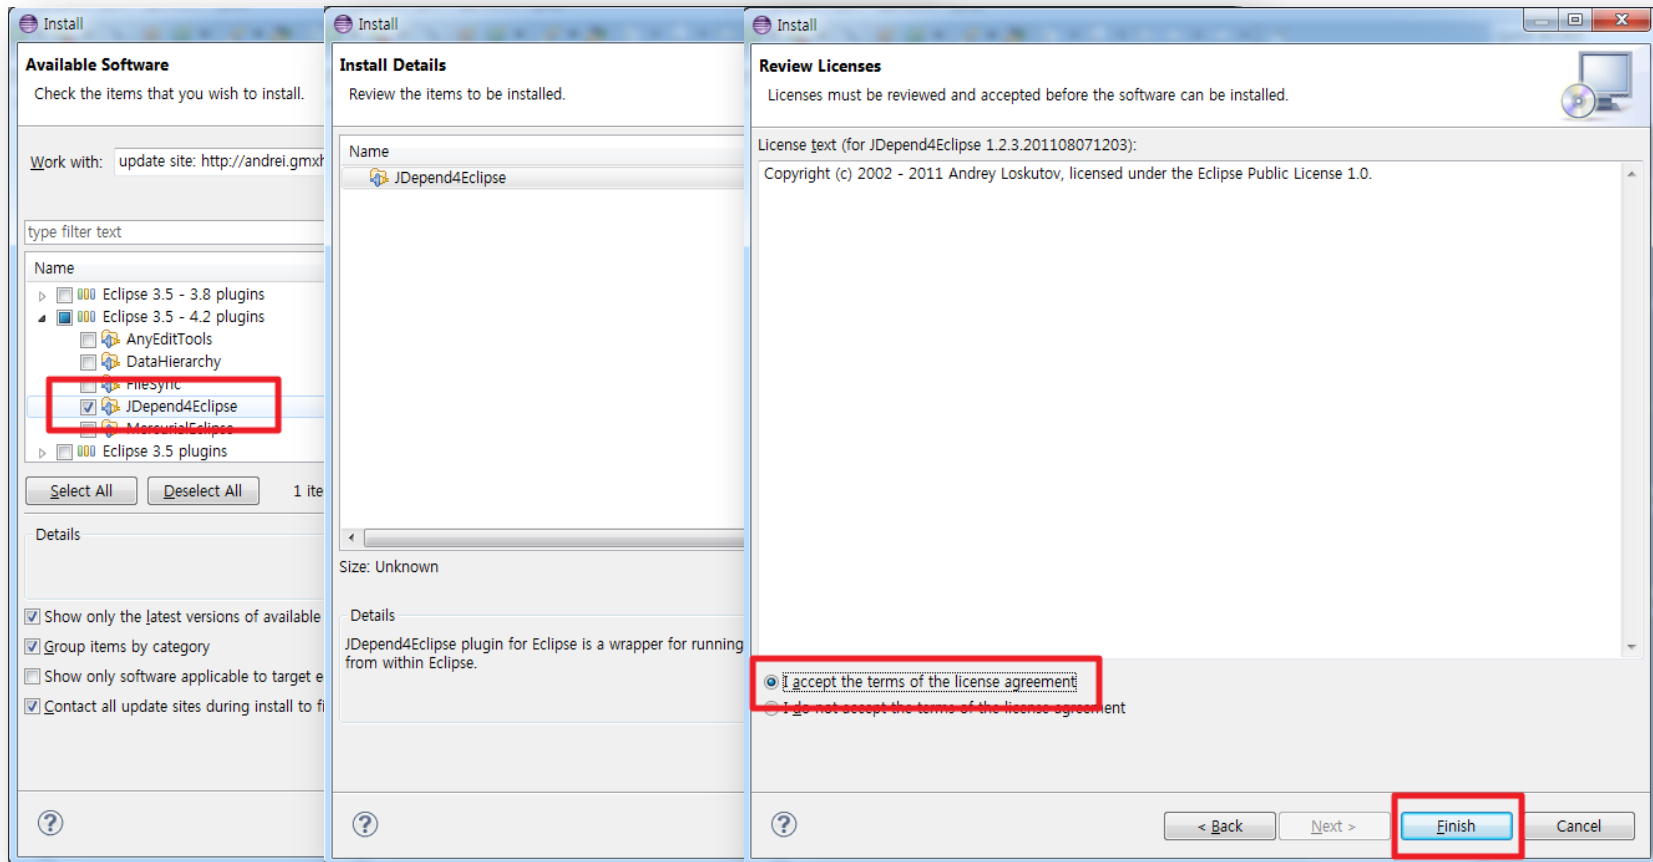 Install
Available Software
Check the items that you wish to install.
Work with: update site: http://andrei.gmxh
type filter text
Name
Eclipse 3.5 - 3.8 plugins
Eclipse 3.5 - 4.2 plugins
AnyEditTools
DataHierarchy
FileSync
JDepend4Eclipse
MercurialEclipse
Eclipse 3.5 plugins
Select All Deselect All 1 ite
Details
Show only the latest versions of available
Group items by category
Show only software applicable to target e
Contact all update sites during install to fi
?
Install
Install Details
Review the items to be installed.
Name
JDepend4Eclipse
Size: Unknown
Details
JDepend4Eclipse plugin for Eclipse is a wrapper for running
from within Eclipse.
?
Install
Review Licenses
Licenses must be reviewed and accepted before the software can be installed.
License text (for JDepend4Eclipse 1.2.3.201108071203):
Copyright (c) 2002 - 2011 Andrey Loskutov, licensed under the Eclipse Public License 1.0.
I accept the terms of the license agreement
I do not accept the terms of the license agreement
?
< Back Next > Finish Cancel